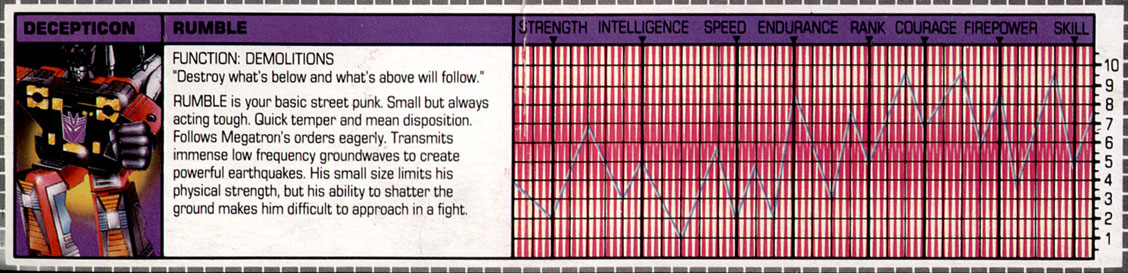 DECEPTICON
RUMBLE
FUNCTION: DEMOLITIONS
"Destroy what's below and what's above will follow."
RUMBLE is your basic street punk. Small but always
acting tough. Quick temper and mean disposition.
Follows Megatron's orders eagerly. Transmits
immense low frequency groundwaves to create
powerful earthquakes. His small size limits his
physical strength, but his ability to shatter the
ground makes him difficult to approach in a fight.
STRENGTH INTELLIGENCE SPEED ENDURANCE RANK COURAGE FIREPOWER SKILL
10
9
8
7
6
5
4
3
2
1